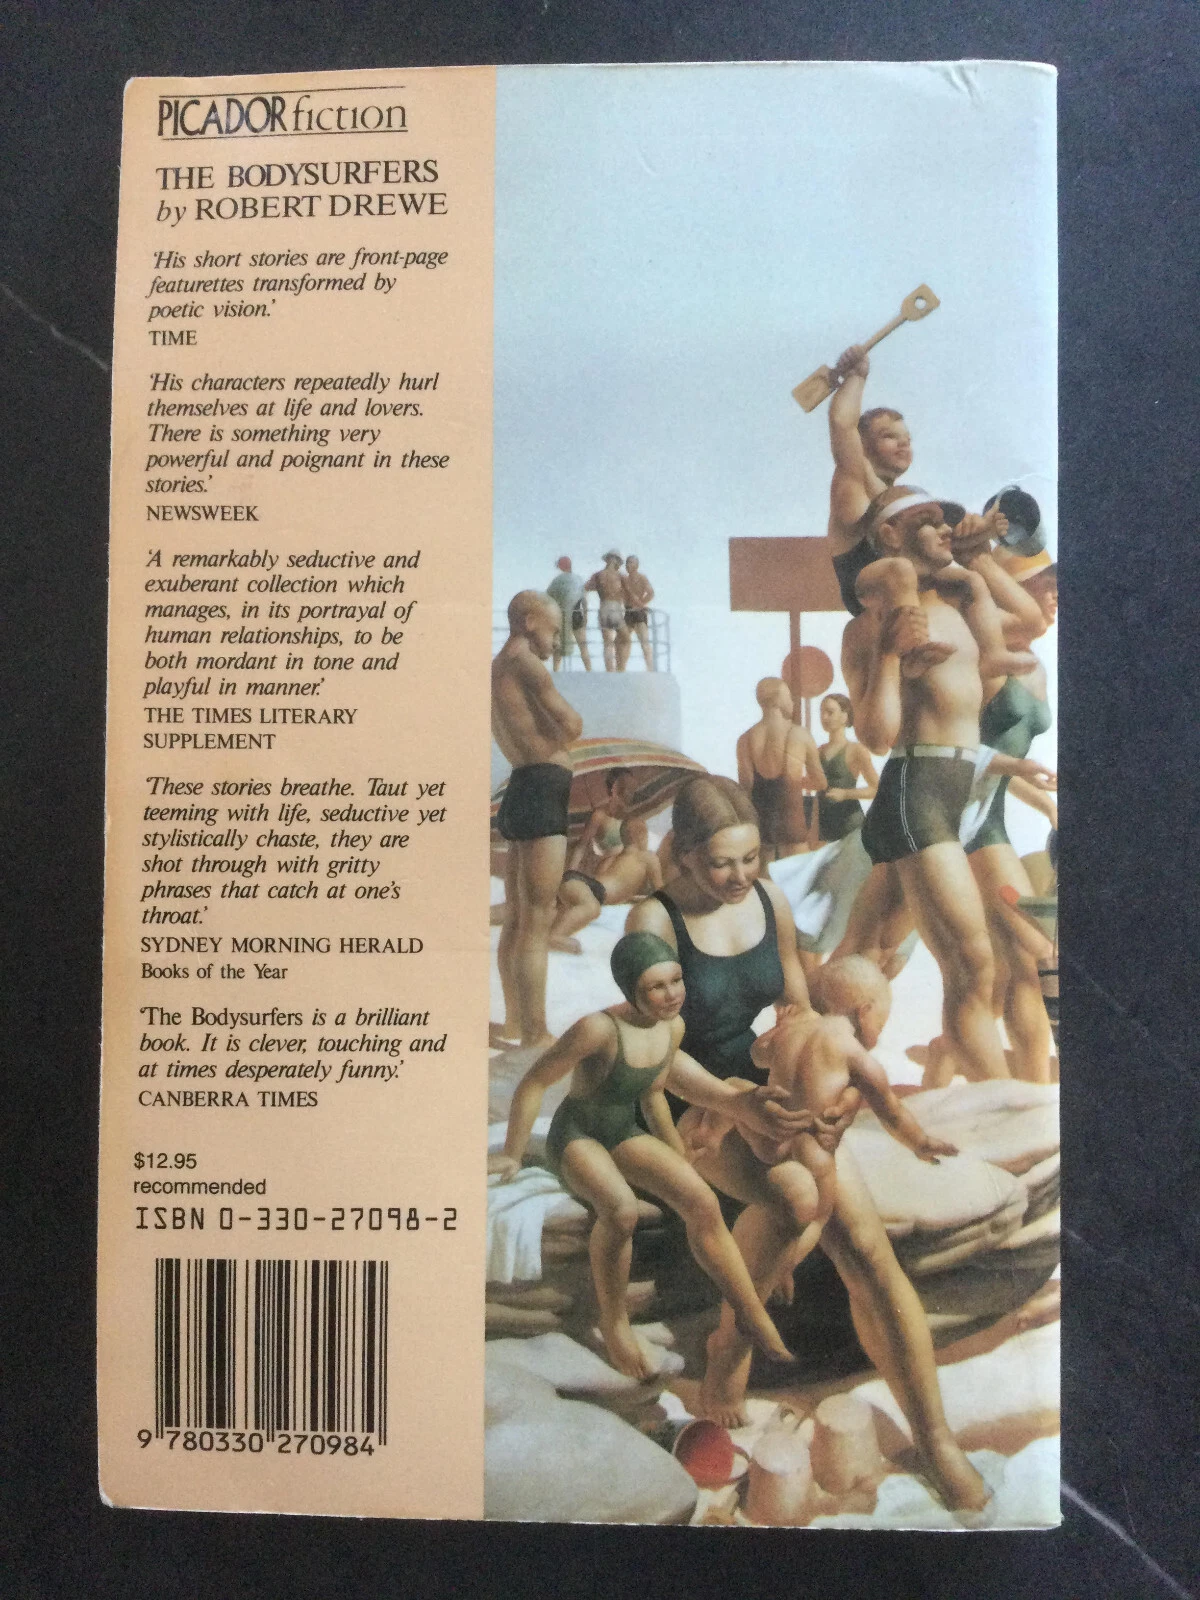 PICADOR fiction
THE BODYSURFERS
by ROBERT DREWE
'His short stories are front-page
featurettes transformed by
poetic vision.'
TIME
'His characters repeatedly hurl
themselves at life and lovers.
There is something very
powerful and poignant in these
stories.'
NEWSWEEK
'A remarkably seductive and
exuberant collection which
manages, in its portrayal of
human relationships, to be
both mordant in tone and
playful in manner.'
THE TIMES LITERARY
SUPPLEMENT
'These stories breathe. Taut yet
teeming with life, seductive yet
stylistically chaste, they are
shot through with gritty
phrases that catch at one's
throat.'
SYDNEY MORNING HERALD
Books of the Year
'The Bodysurfers is a brilliant
book. It is clever, touching and
at times desperately funny.'
CANBERRA TIMES
$12.95
recommended
ISBN 0-330-27098-2
9 780330 270984